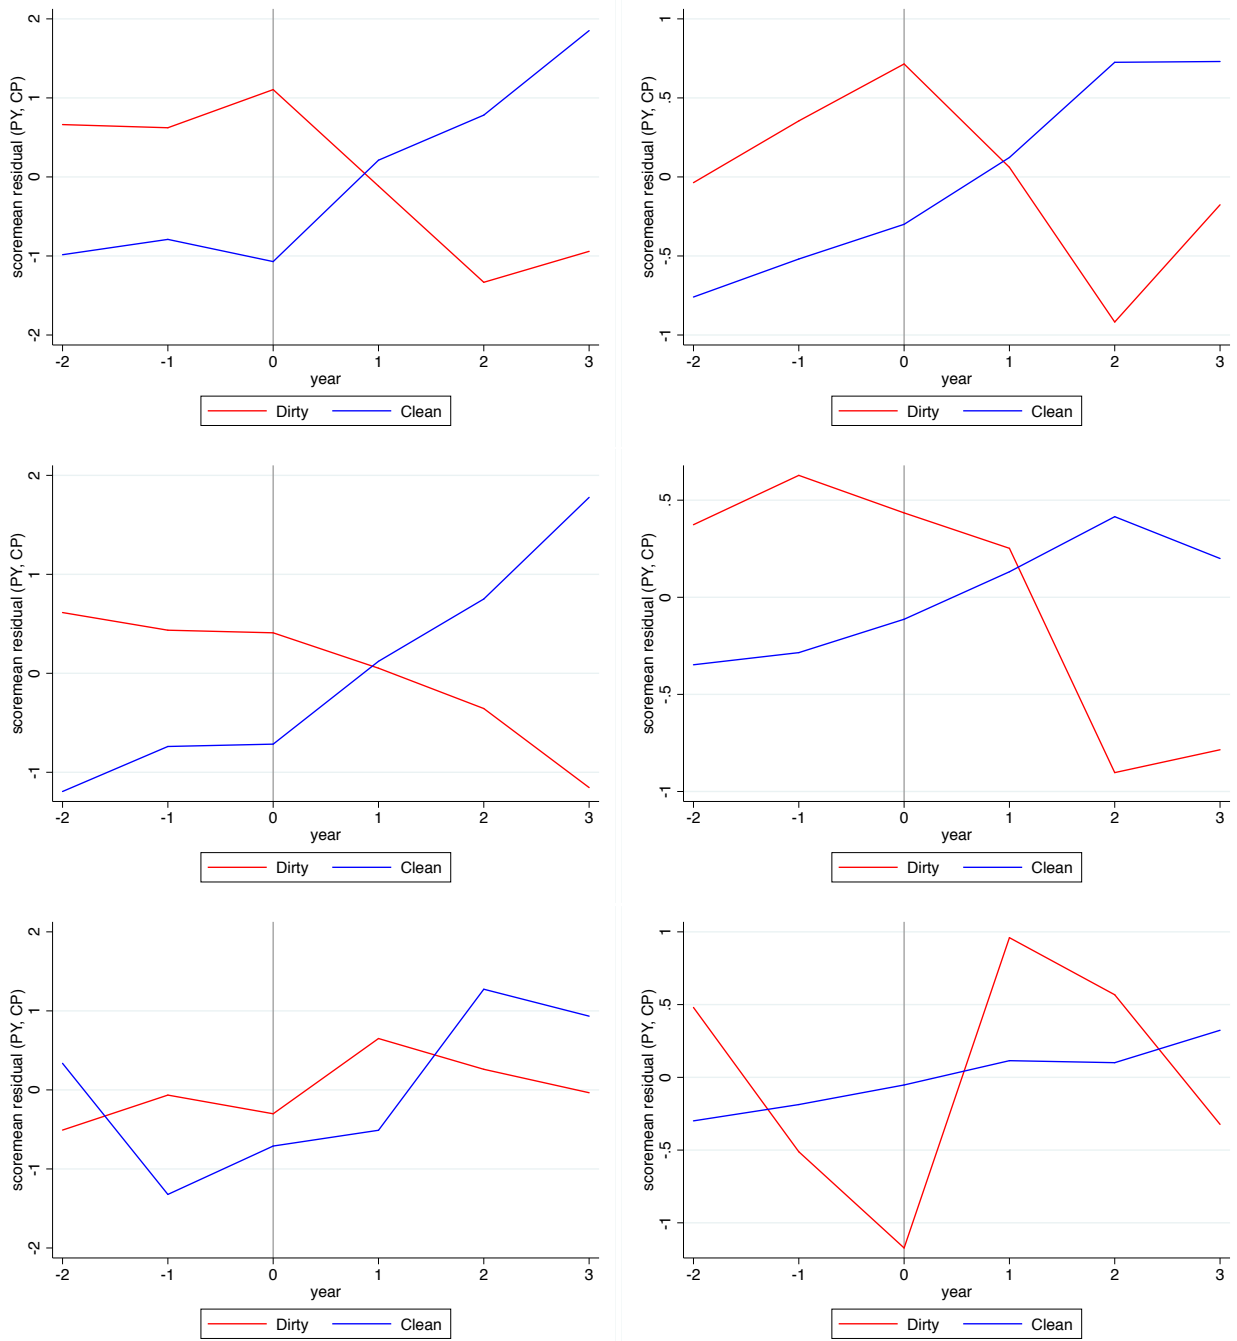 scoremean residual (PY, CP)
2
1
0
-1
-2
-2 -1 0 1 2 3
year
Dirty Clean
scoremean residual (PY, CP)
1
.5
0
-.5
-1
-2 -1 0 1 2 3
year
Dirty Clean
scoremean residual (PY, CP)
2
1
0
-1
-2 -1 0 1 2 3
year
Dirty Clean
scoremean residual (PY, CP)
.5
0
-.5
-1
-2 -1 0 1 2 3
year
Dirty Clean
scoremean residual (PY, CP)
2
1
0
-1
-2
-2 -1 0 1 2 3
year
Dirty Clean
scoremean residual (PY, CP)
1
.5
0
-.5
-1
-2 -1 0 1 2 3
year
Dirty Clean